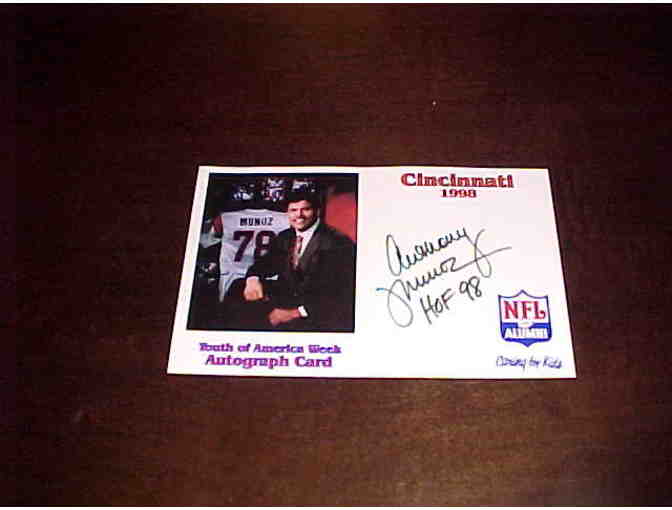 Cincinnati
1998
MUNOZ
78
Anthony
Munoz
HOF 98
NFL
ALUMNI
Caring for Kids
Youth of America Week
Autograph Card